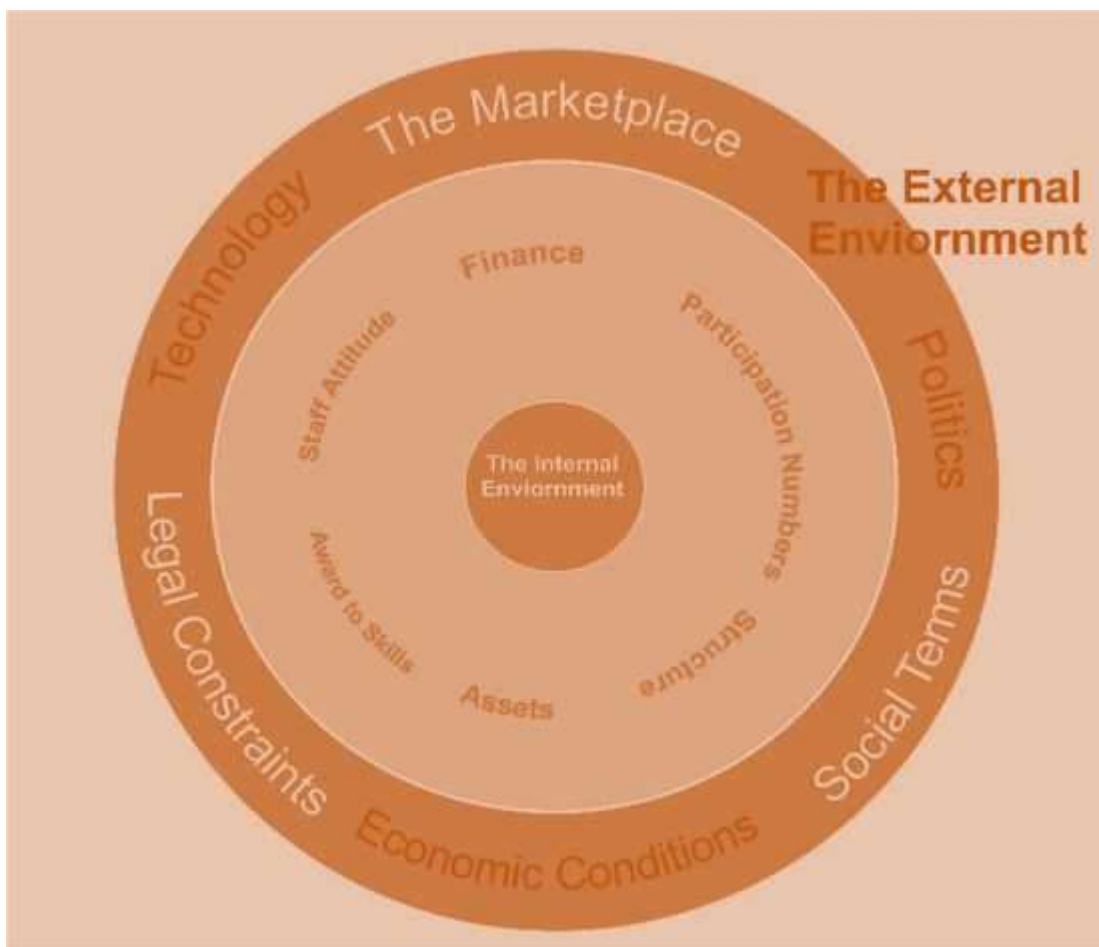 The Marketplace
Technology
The External
Enviornment
Finance
Participation Numbers
Staff Attitude
Politics
The Internal
Enviornment
Legal Constraints
Award to Skills
Structure
Social Terms
Assets
Economic Conditions